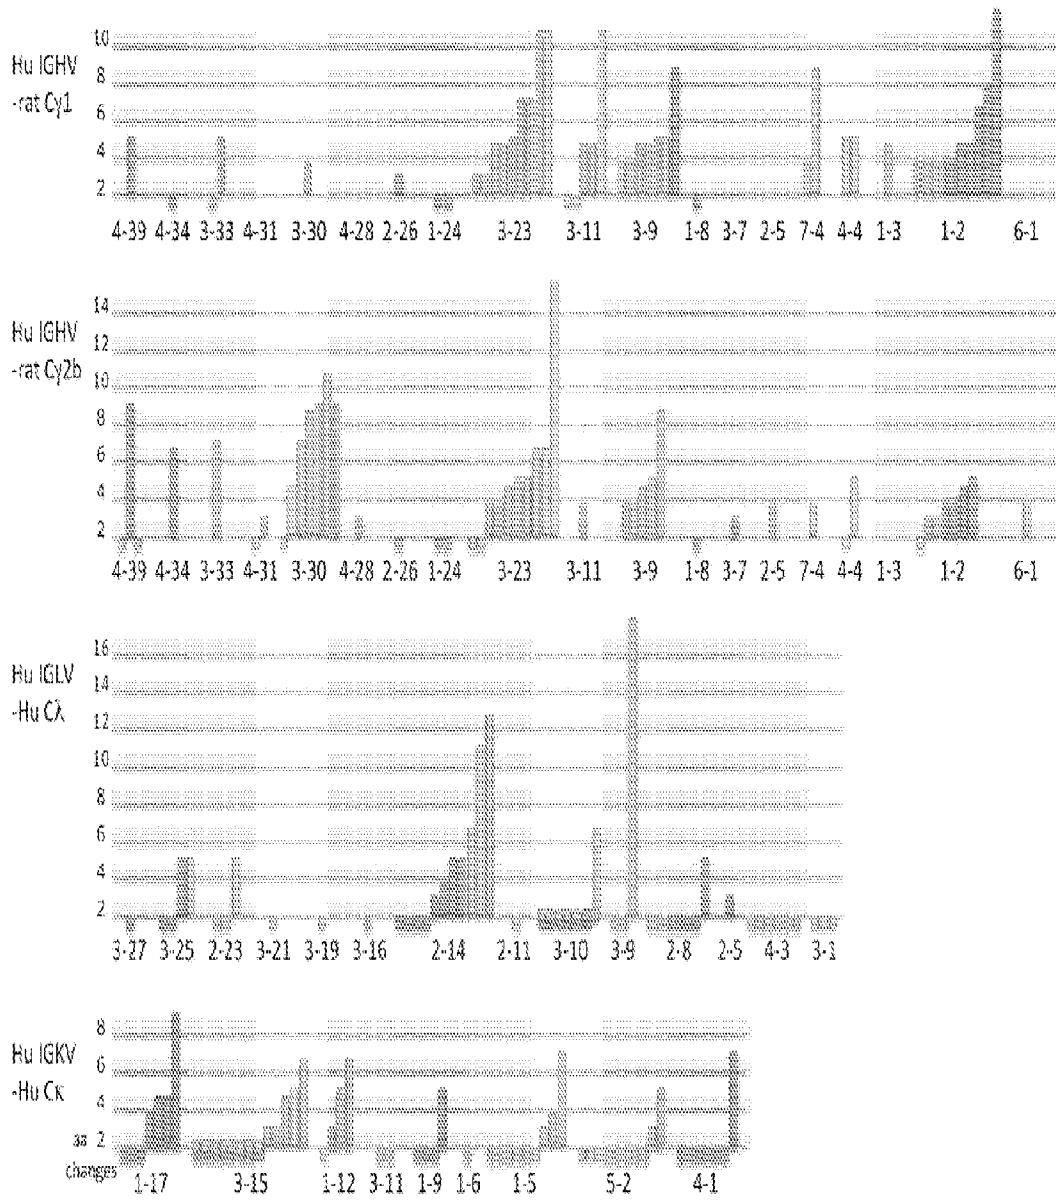 10
Hu IGHV
8
-rat Cγ1
6
4
2
4-39 4-34 3-33 4-31 3-30 4-28 2-26 1-24 3-23 3-11 3-9 1-8 3-7 2-5 7-4 4-4 1-3 1-2 6-1
14
Hu IGHV
12
-rat Cγ2b
10
8
6
4
2
4-39 4-34 3-33 4-31 3-30 4-28 2-26 1-24 3-23 3-11 3-9 1-8 3-7 2-5 7-4 4-4 1-3 1-2 6-1
16
Hu IGLV
14
-Hu Cλ
12
10
8
6
4
2
3-27 3-25 2-23 3-21 3-19 3-16 2-14 2-11 3-10 3-9 2-8 2-5 4-3 3-1
8
Hu IGKV
6
-Hu Cκ
4
aa 2
changes
1-17 3-15 1-12 3-11 1-9 1-6 1-5 5-2 4-1